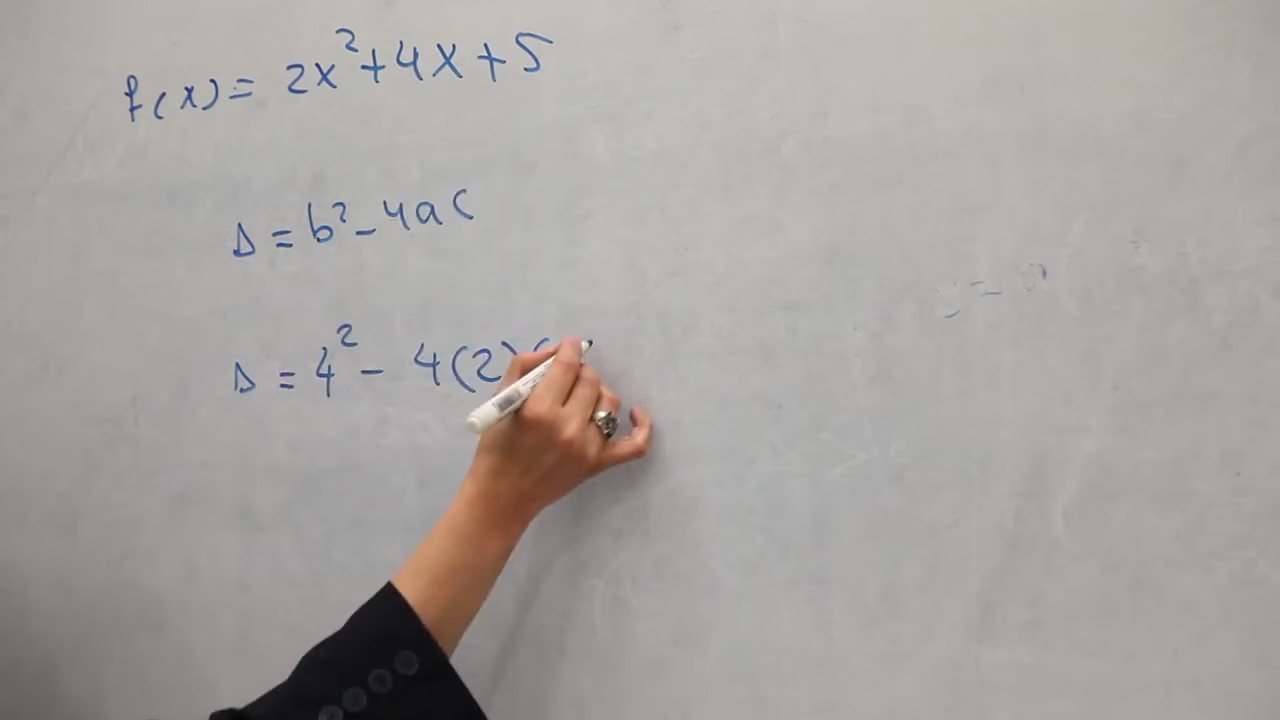 f(x) = 2x²+4x+5
Δ = b²-4ac
Δ = 4² - 4(2)(